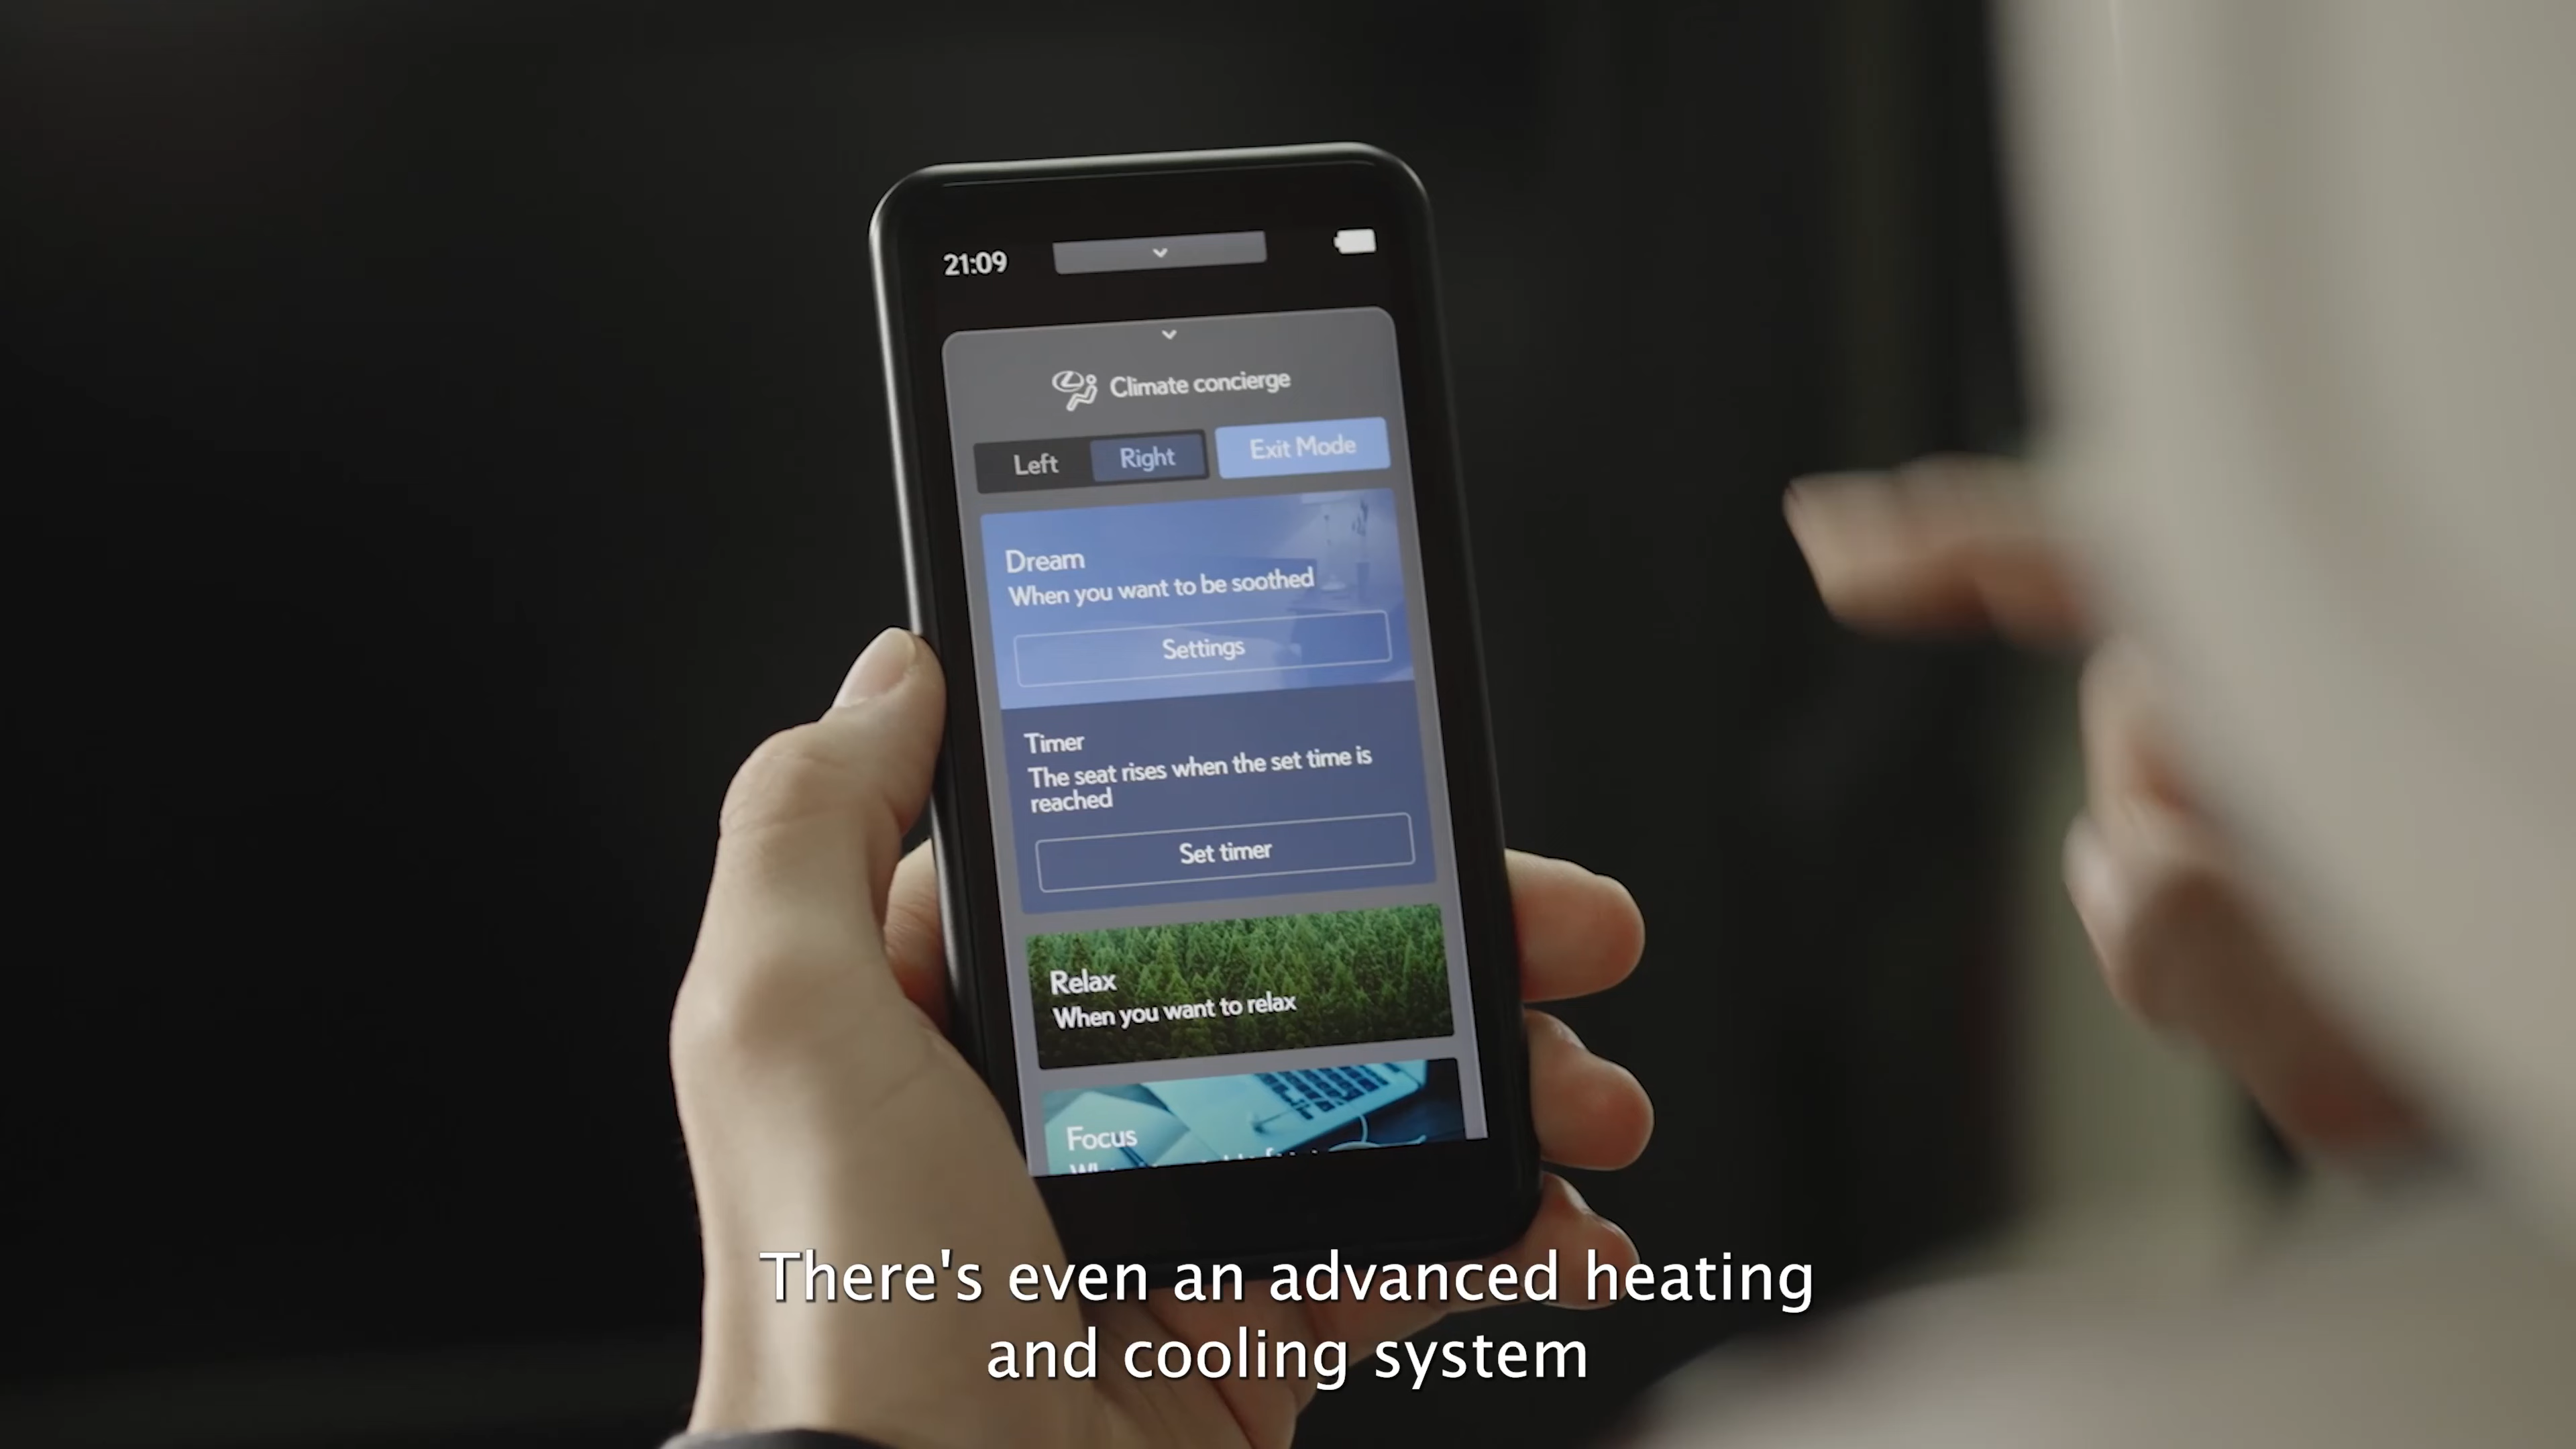 21:09
Climate concierge
Left
Right
Exit Mode
Dream
When you want to be soothed
Settings
Timer
The seat rises when the set time is
reached
Set timer
Relax
When you want to relax
Focus
There's even an advanced heating
and cooling system